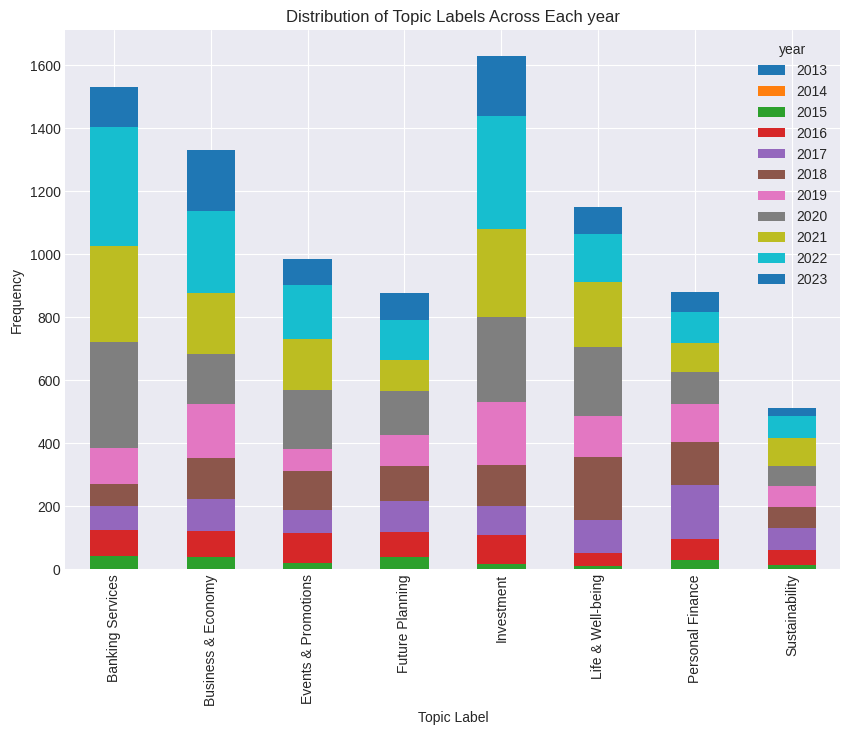 Distribution of Topic Labels Across Each year
year
2013
2014
2015
2016
2017
2018
2019
2020
2021
2022
2023
1600
1400
1200
1000
800
600
400
200
0
Frequency
Banking Services
Business & Economy
Events & Promotions
Future Planning
Investment
Life & Well-being
Personal Finance
Sustainability
Topic Label